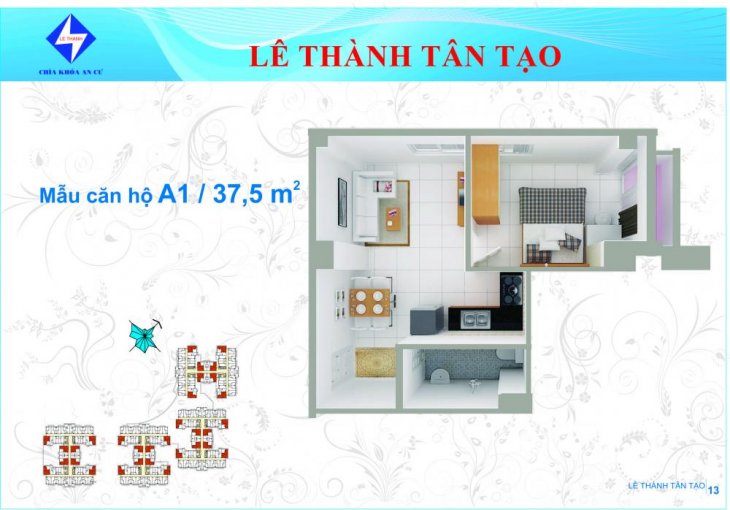 LÊ THÀNH
CHÌA KHÓA AN CƯ
LÊ THÀNH TÂN TẠO
Mẫu căn hộ A1 / 37,5 m²
LÊ THÀNH TÂN TẠO 13